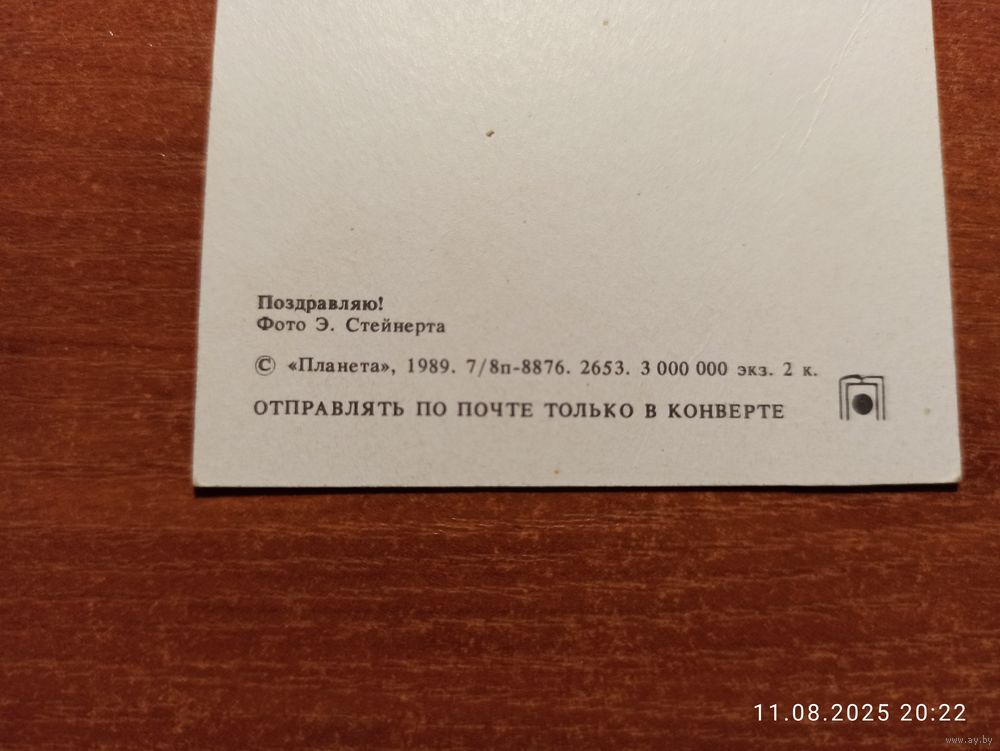 Поздравляю!
Фото Э. Стейнерта
© «Планета», 1989. 7/8п-8876. 2653. 3 000 000 экз. 2 к.
ОТПРАВЛЯТЬ ПО ПОЧТЕ ТОЛЬКО В КОНВЕРТЕ
11.08.2025 20:22
www.ay.by